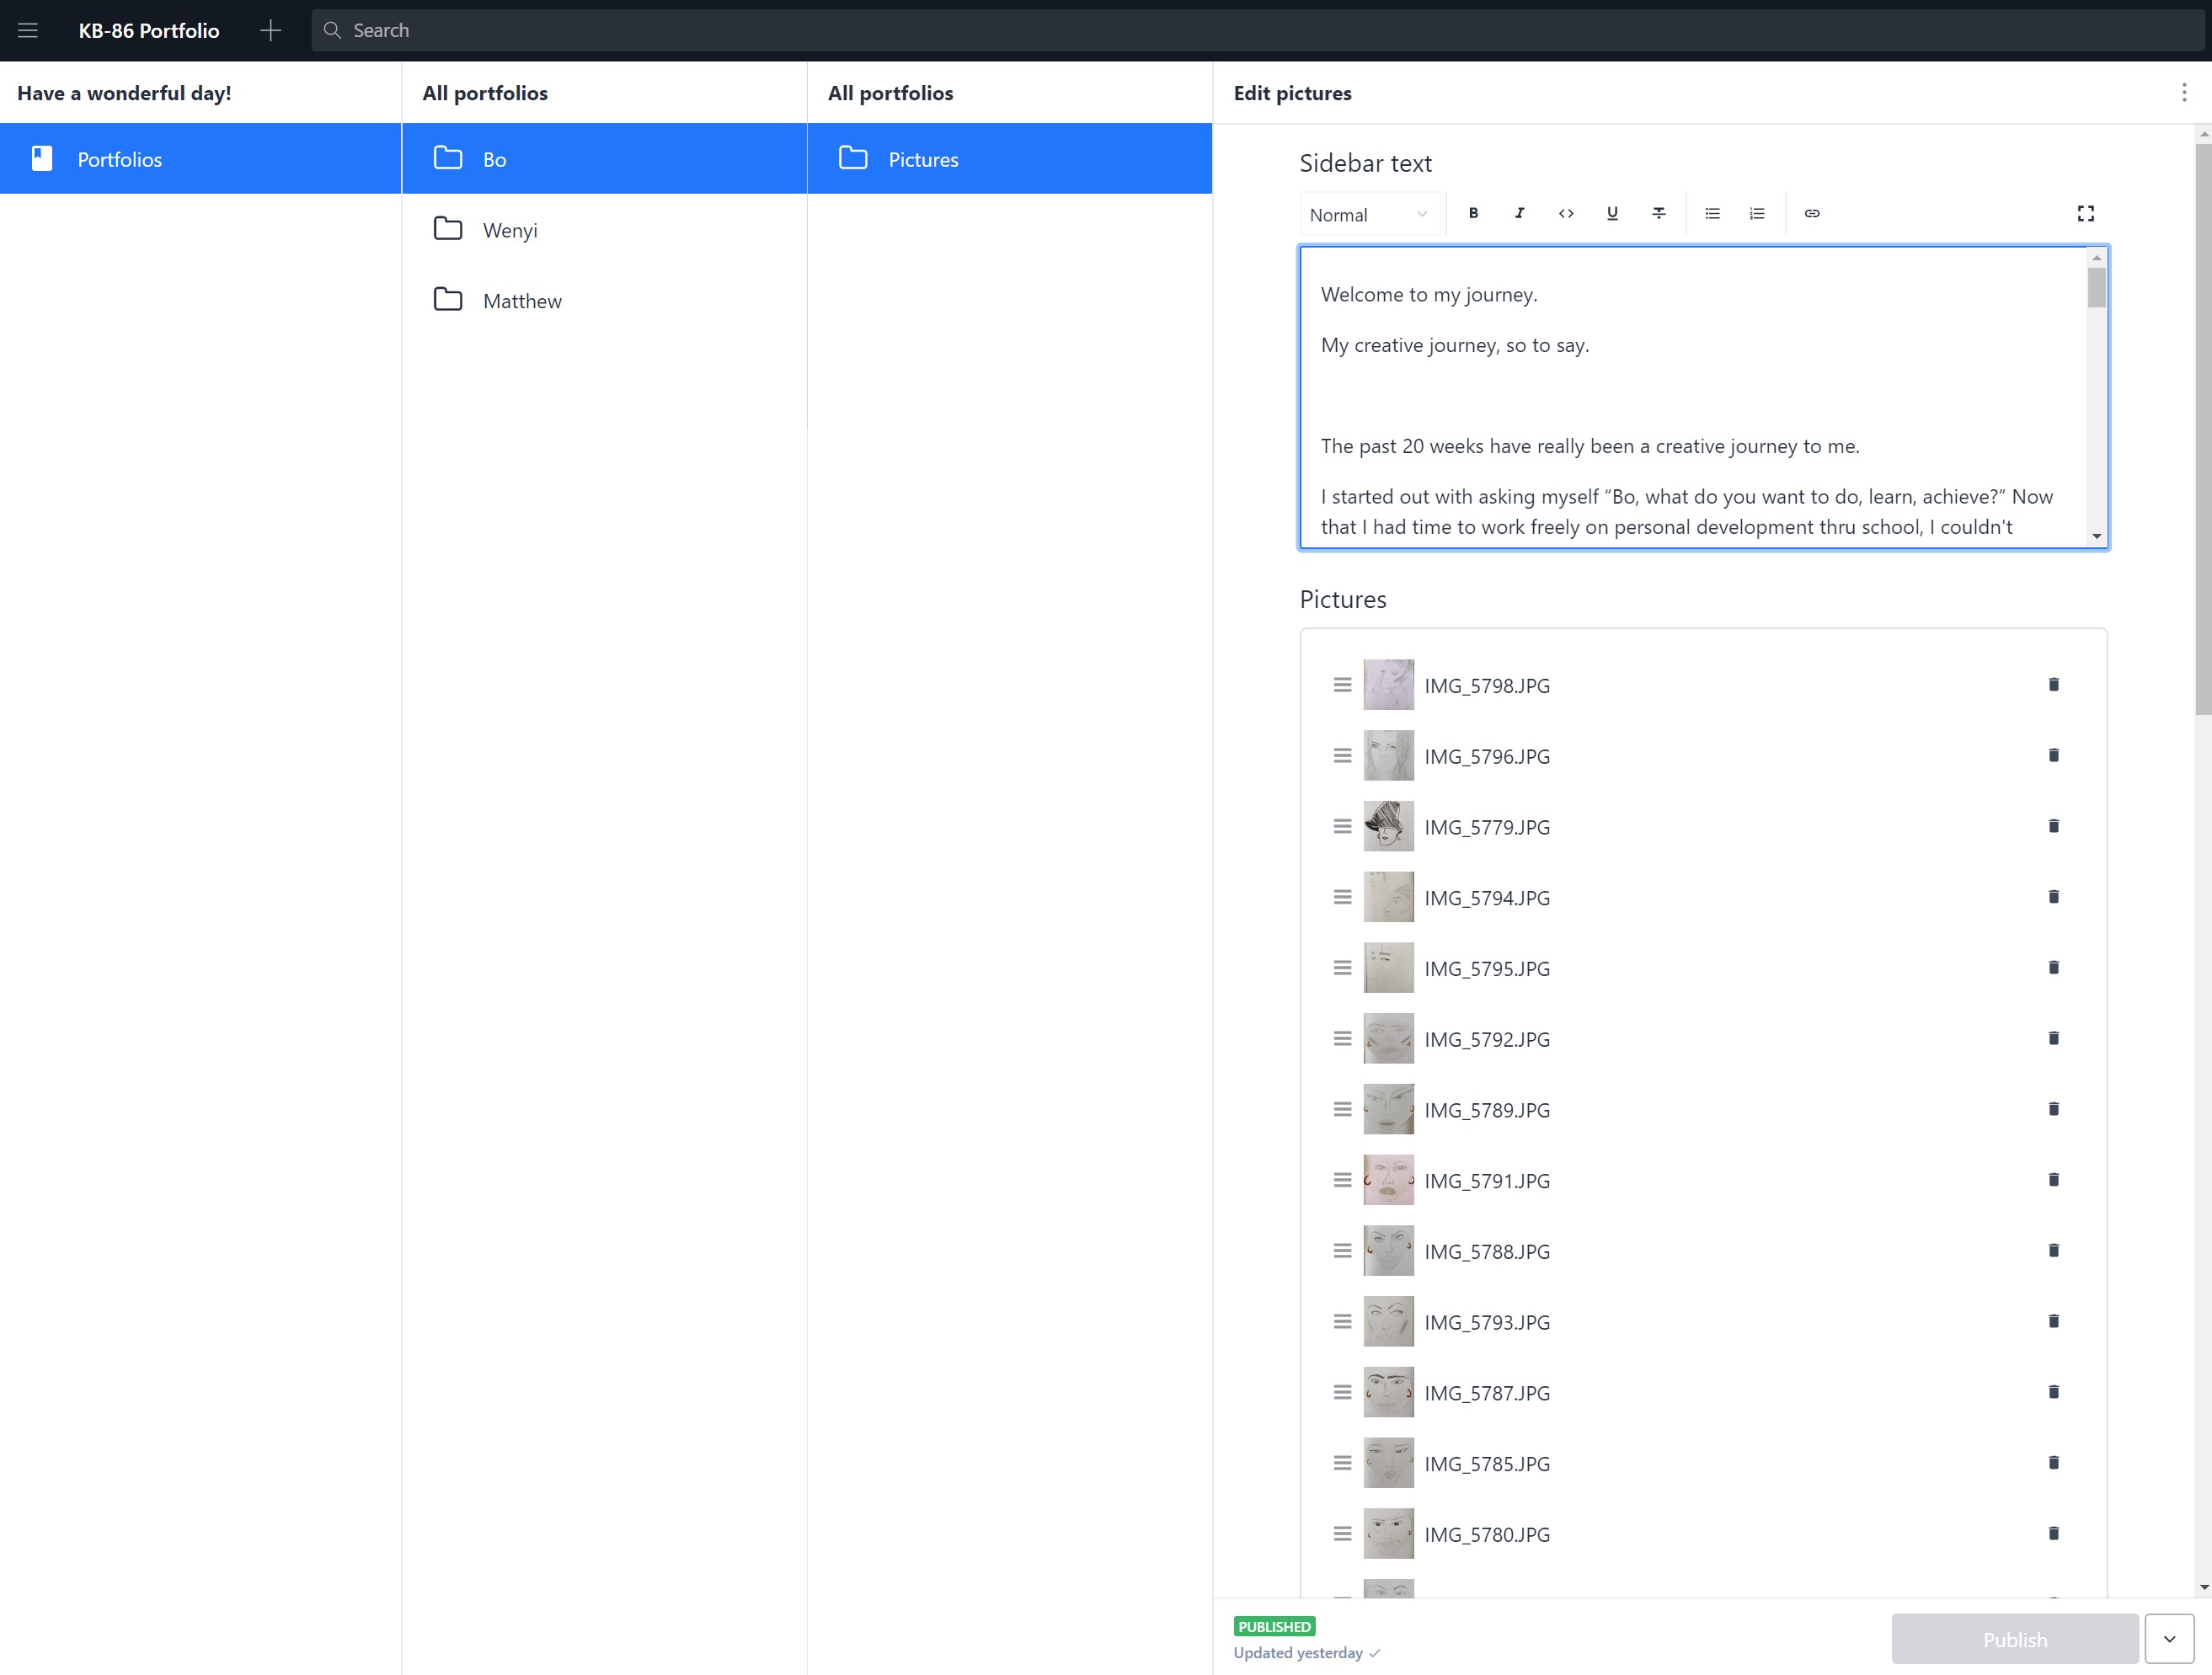 KB-86 Portfolio
Search
Have a wonderful day!
All portfolios
All portfolios
Edit pictures
Portfolios
Bo
Wenyi
Matthew
Pictures
Sidebar text
Normal
Welcome to my journey.
My creative journey, so to say.
The past 20 weeks have really been a creative journey to me.
I started out with asking myself “Bo, what do you want to do, learn, achieve?” Now
that I had time to work freely on personal development thru school, I couldn't
Pictures
IMG_5798.JPG
IMG_5796.JPG
IMG_5779.JPG
IMG_5794.JPG
IMG_5795.JPG
IMG_5792.JPG
IMG_5789.JPG
IMG_5791.JPG
IMG_5788.JPG
IMG_5793.JPG
IMG_5787.JPG
IMG_5785.JPG
IMG_5780.JPG
PUBLISHED
Updated yesterday
Publish